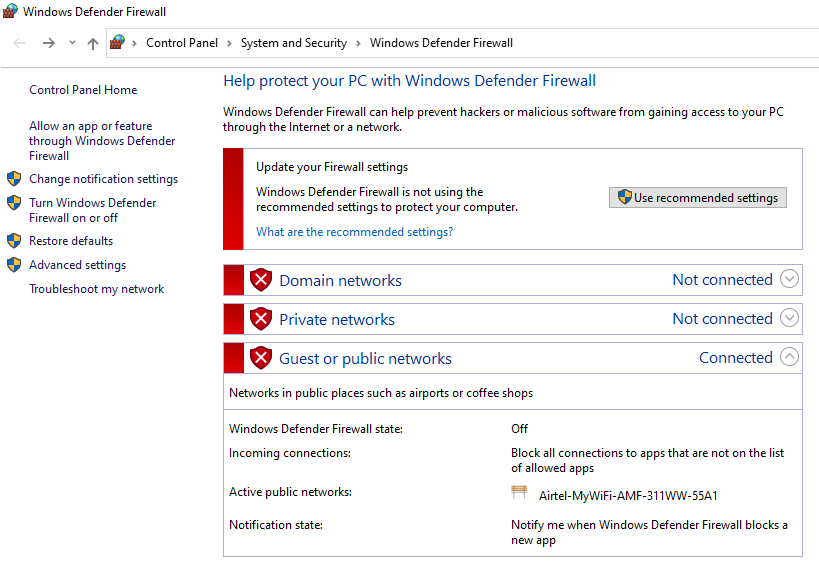 Windows Defender Firewall
Control Panel
System and Security
Windows Defender Firewall
Control Panel Home
Allow an app or feature
through Windows Defender
Firewall
Change notification settings
Turn Windows Defender
Firewall on or off
Restore defaults
Advanced settings
Troubleshoot my network
Help protect your PC with Windows Defender Firewall
Windows Defender Firewall can help prevent hackers or malicious software from gaining access to your PC
through the Internet or a network.
Update your Firewall settings
Windows Defender Firewall is not using the
recommended settings to protect your computer.
Use recommended settings
What are the recommended settings?
Domain networks Not connected
Private networks Not connected
Guest or public networks Connected
Networks in public places such as airports or coffee shops
Windows Defender Firewall state: Off
Incoming connections: Block all connections to apps that are not on the list
of allowed apps
Active public networks: Airtel-MyWiFi-AMF-311WW-55A1
Notification state: Notify me when Windows Defender Firewall blocks a
new app